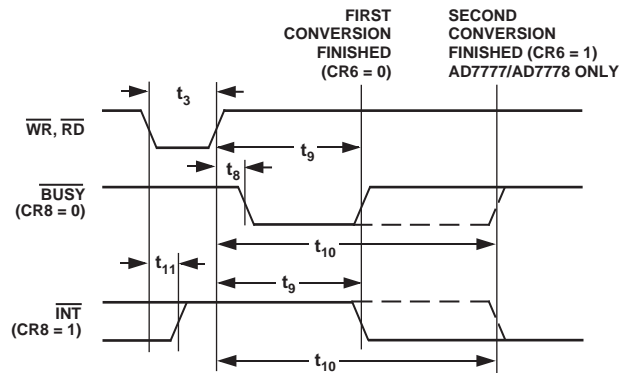 FIRST
CONVERSION
FINISHED
(CR6 = 0)
SECOND
CONVERSION
FINISHED (CR6 = 1)
AD7777/AD7778 ONLY
t3
WR, RD
t9
t8
BUSY
(CR8 = 0)
t10
t11
t9
INT
(CR8 = 1)
t10